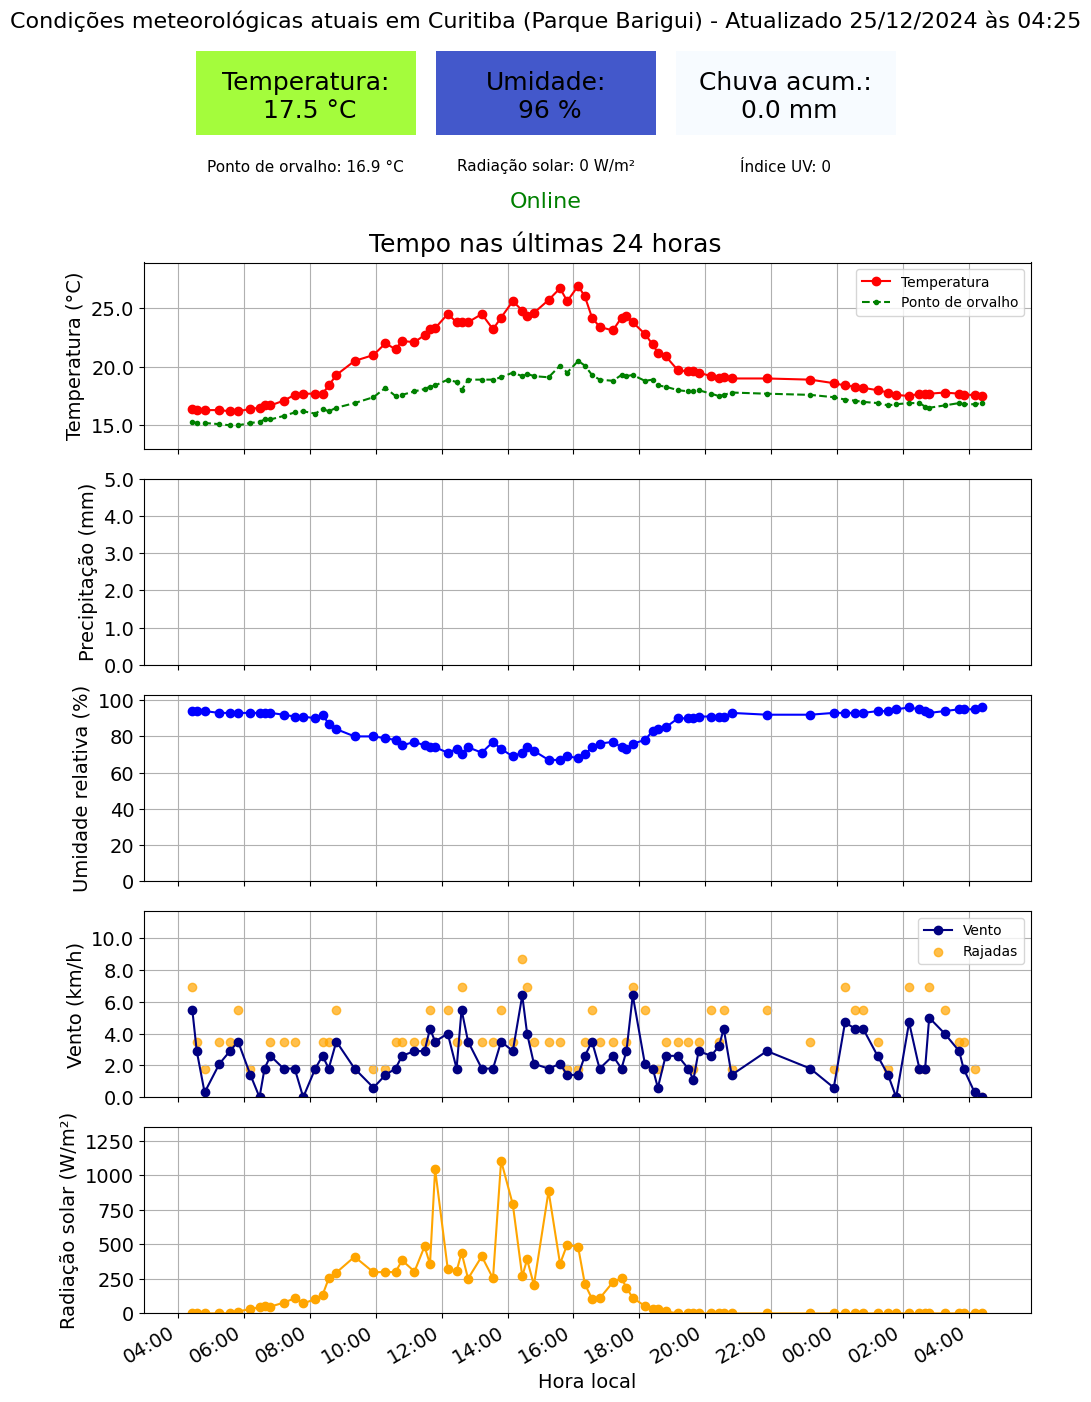 Condições meteorológicas atuais em Curitiba (Parque Barigui) - Atualizado 25/12/2024 às 04:25
Temperatura:
17.5 °C
Umidade:
96 %
Chuva acum.:
0.0 mm
Ponto de orvalho: 16.9 °C
Radiação solar: 0 W/m²
Índice UV: 0
Online
Tempo nas últimas 24 horas
Temperatura (°C)
25.0
20.0
15.0
Temperatura
Ponto de orvalho
Precipitação (mm)
5.0
4.0
3.0
2.0
1.0
0.0
Umidade relativa (%)
100
80
60
40
20
0
Vento (km/h)
10.0
8.0
6.0
4.0
2.0
0.0
Vento
Rajadas
Radiação solar (W/m²)
1250
1000
750
500
250
0
04:00
06:00
08:00
10:00
12:00
14:00
16:00
18:00
20:00
22:00
00:00
02:00
04:00
Hora local